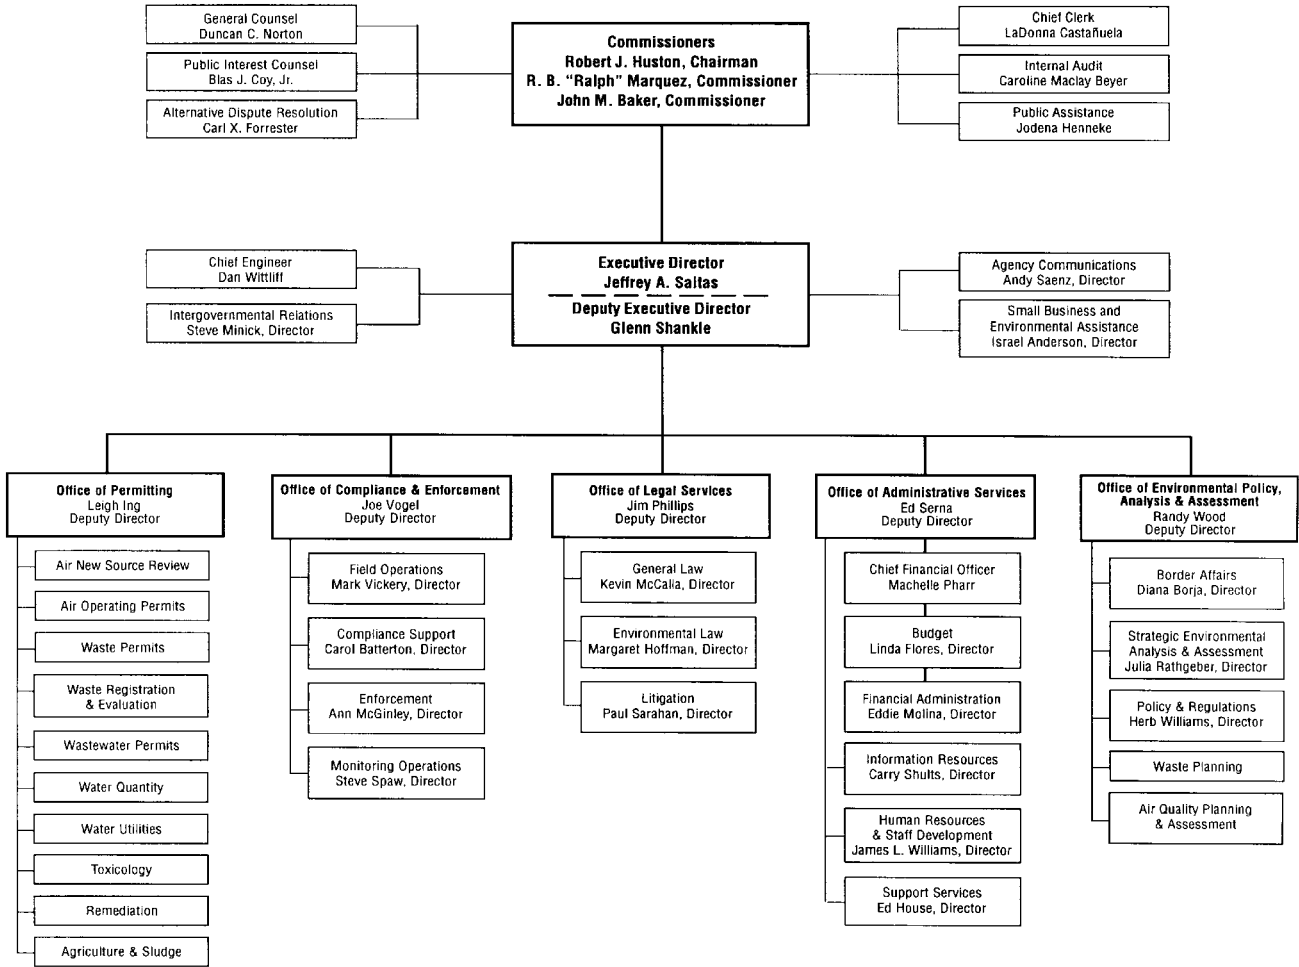 General Counsel
Duncan C. Norton
Public Interest Counsel
Blas J. Coy, Jr.
Alternative Dispute Resolution
Carl X. Forrester
Commissioners
Robert J. Huston, Chairman
R. B. “Ralph” Marquez, Commissioner
John M. Baker, Commissioner
Chief Clerk
LaDonna Castañuela
Internal Audit
Caroline Maclay Beyer
Public Assistance
Jodena Henneke
Chief Engineer
Dan Wittliff
Intergovernmental Relations
Steve Minick, Director
Executive Director
Jeffrey A. Saitas
Deputy Executive Director
Glenn Shankle
Agency Communications
Andy Saenz, Director
Small Business and
Environmental Assistance
Israel Anderson, Director
Office of Permitting
Leigh Ing
Deputy Director
Air New Source Review
Air Operating Permits
Waste Permits
Waste Registration
& Evaluation
Wastewater Permits
Water Quantity
Water Utilities
Toxicology
Remediation
Agriculture & Sludge
Office of Compliance & Enforcement
Joe Vogel
Deputy Director
Field Operations
Mark Vickery, Director
Compliance Support
Carol Batterton, Director
Enforcement
Ann McGinley, Director
Monitoring Operations
Steve Spaw, Director
Office of Legal Services
Jim Phillips
Deputy Director
General Law
Kevin McCalla, Director
Environmental Law
Margaret Hoffman, Director
Litigation
Paul Sarahan, Director
Office of Administrative Services
Ed Serna
Deputy Director
Chief Financial Officer
Machelle Pharr
Budget
Linda Flores, Director
Financial Administration
Eddie Molina, Director
Information Resources
Carry Shults, Director
Human Resources
& Staff Development
James L. Williams, Director
Support Services
Ed House, Director
Office of Environmental Policy,
Analysis & Assessment
Randy Wood
Deputy Director
Border Affairs
Diana Borja, Director
Strategic Environmental
Analysis & Assessment
Julia Rathgeber, Director
Policy & Regulations
Herb Williams, Director
Waste Planning
Air Quality Planning
& Assessment